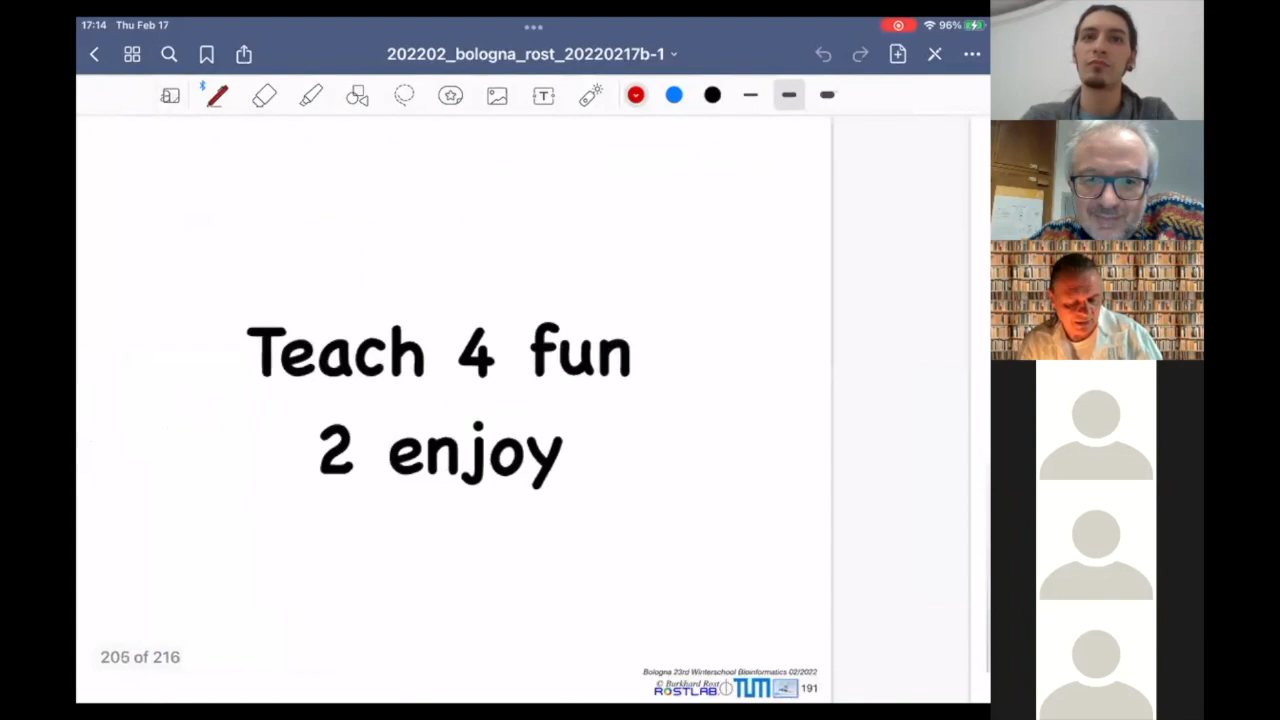 17:14 Thu Feb 17
96%
202202_bologna_rost_20220217b-1
T
Teach 4 fun
2 enjoy
205 of 216
Bologna 23rd Winterschool Bioinformatics 02/2022
© Burkhard Rost
ROSTLAB TUM 191